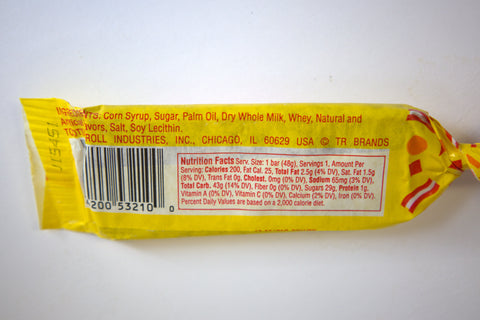 INGREDIENTS: Corn Syrup, Sugar, Palm Oil, Dry Whole Milk, Whey, Natural and
Artificial Flavors, Salt, Soy Lecithin.
ROLL INDUSTRIES, INC., CHICAGO, IL 60629 USA © TR BRANDS
Nutrition Facts Serv. Size: 1 bar (48g), Servings 1, Amount Per
Serving: Calories 200, Fat Cal. 25, Total Fat 2.5g (4% DV), Sat. Fat 1.5g
(8% DV), Trans Fat 0g, Cholest. 0mg (0% DV), Sodium 65mg (3% DV),
Total Carb. 43g (14% DV), Fiber 0g (0% DV), Sugars 29g, Protein 1g,
Vitamin A (0% DV), Vitamin C (0% DV), Calcium (2% DV), Iron (0% DV).
Percent Daily Values are based on a 2,000 calorie diet.
4200 53210 0